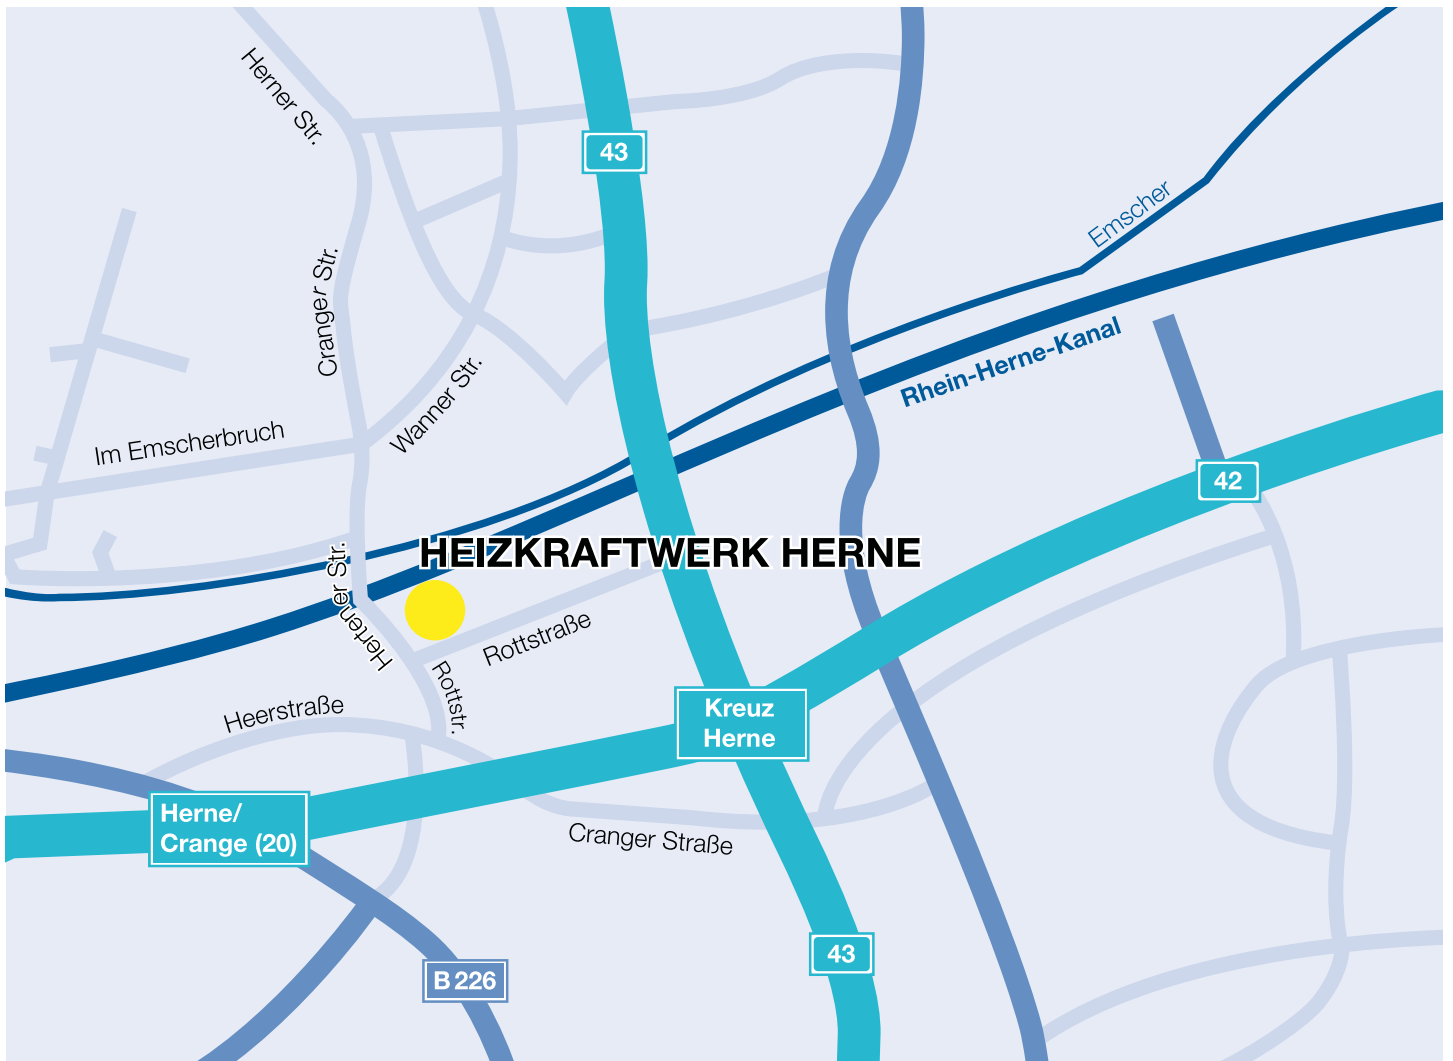 Herner Str.
43
Emscher
Cranger Str.
Rhein-Herne-Kanal
Wanner Str.
Im Emscherbruch
42
HEIZKRAFTWERK HERNE
Hertener Str.
Rottstraße
Rottstr.
Heerstraße
Kreuz
Herne
Herne/
Crange (20)
Cranger Straße
43
B 226